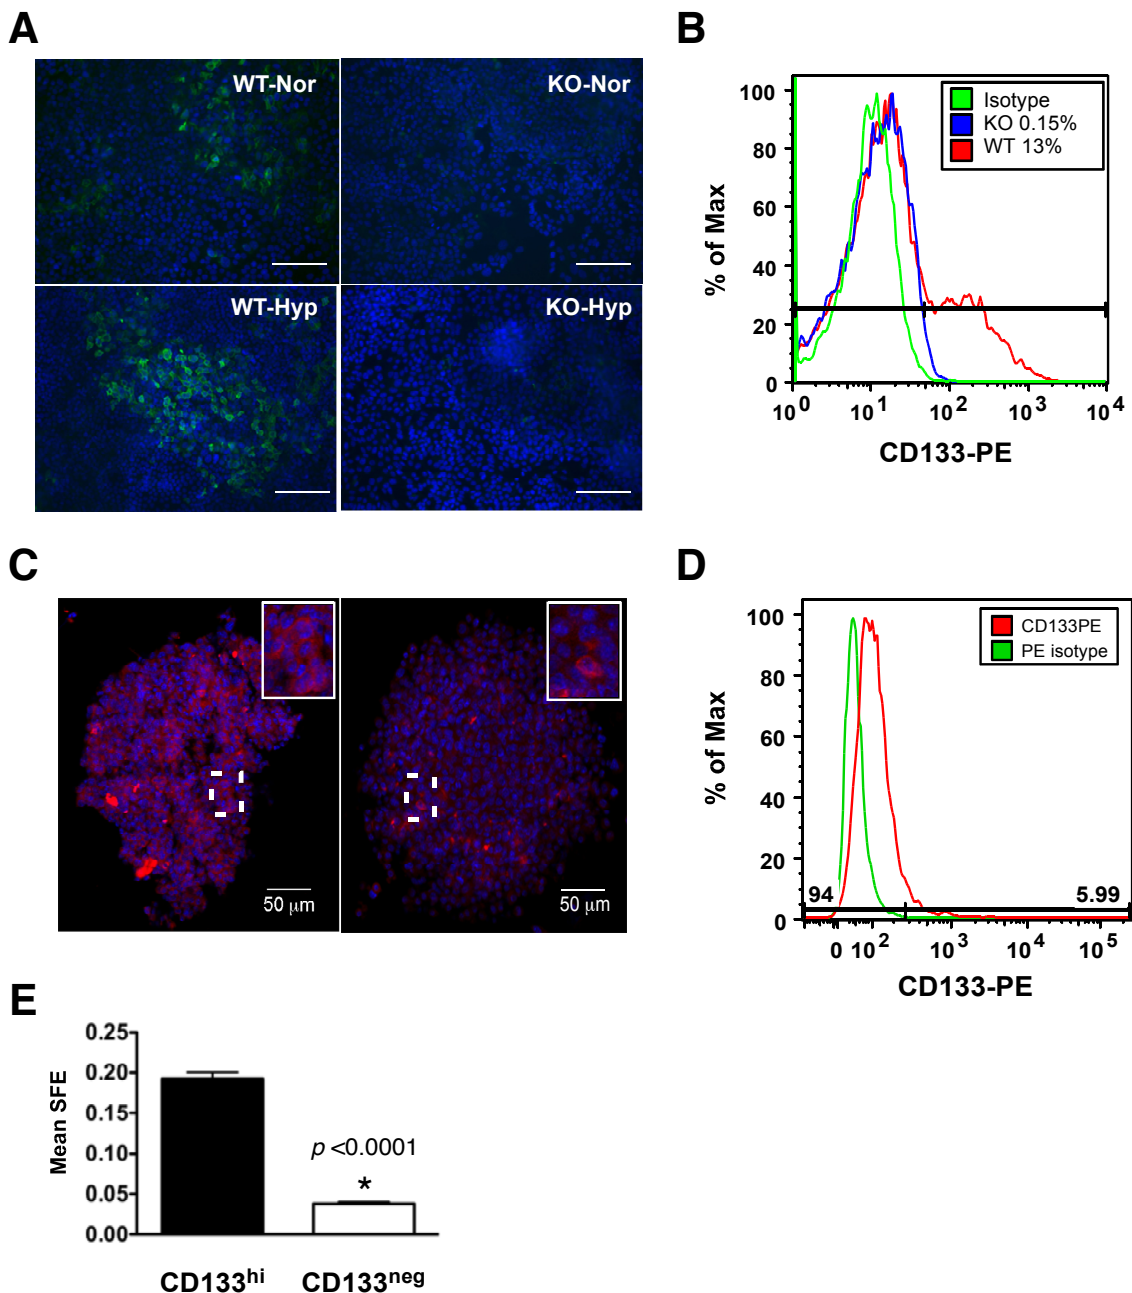 A
WT-Nor
KO-Nor
WT-Hyp
KO-Hyp
B
100
80
60
40
20
0
% of Max
Isotype
KO 0.15%
WT 13%
10^0 10^1 10^2 10^3 10^4
CD133-PE
C
50 μm
50 μm
D
100
80
60
40
20
0
% of Max
CD133PE
PE isotype
94
5.99
0 10^2 10^3 10^4 10^5
CD133-PE
E
0.25
0.20
0.15
0.10
0.05
0.00
Mean SFE
p <0.0001
*
CD133^hi CD133^neg